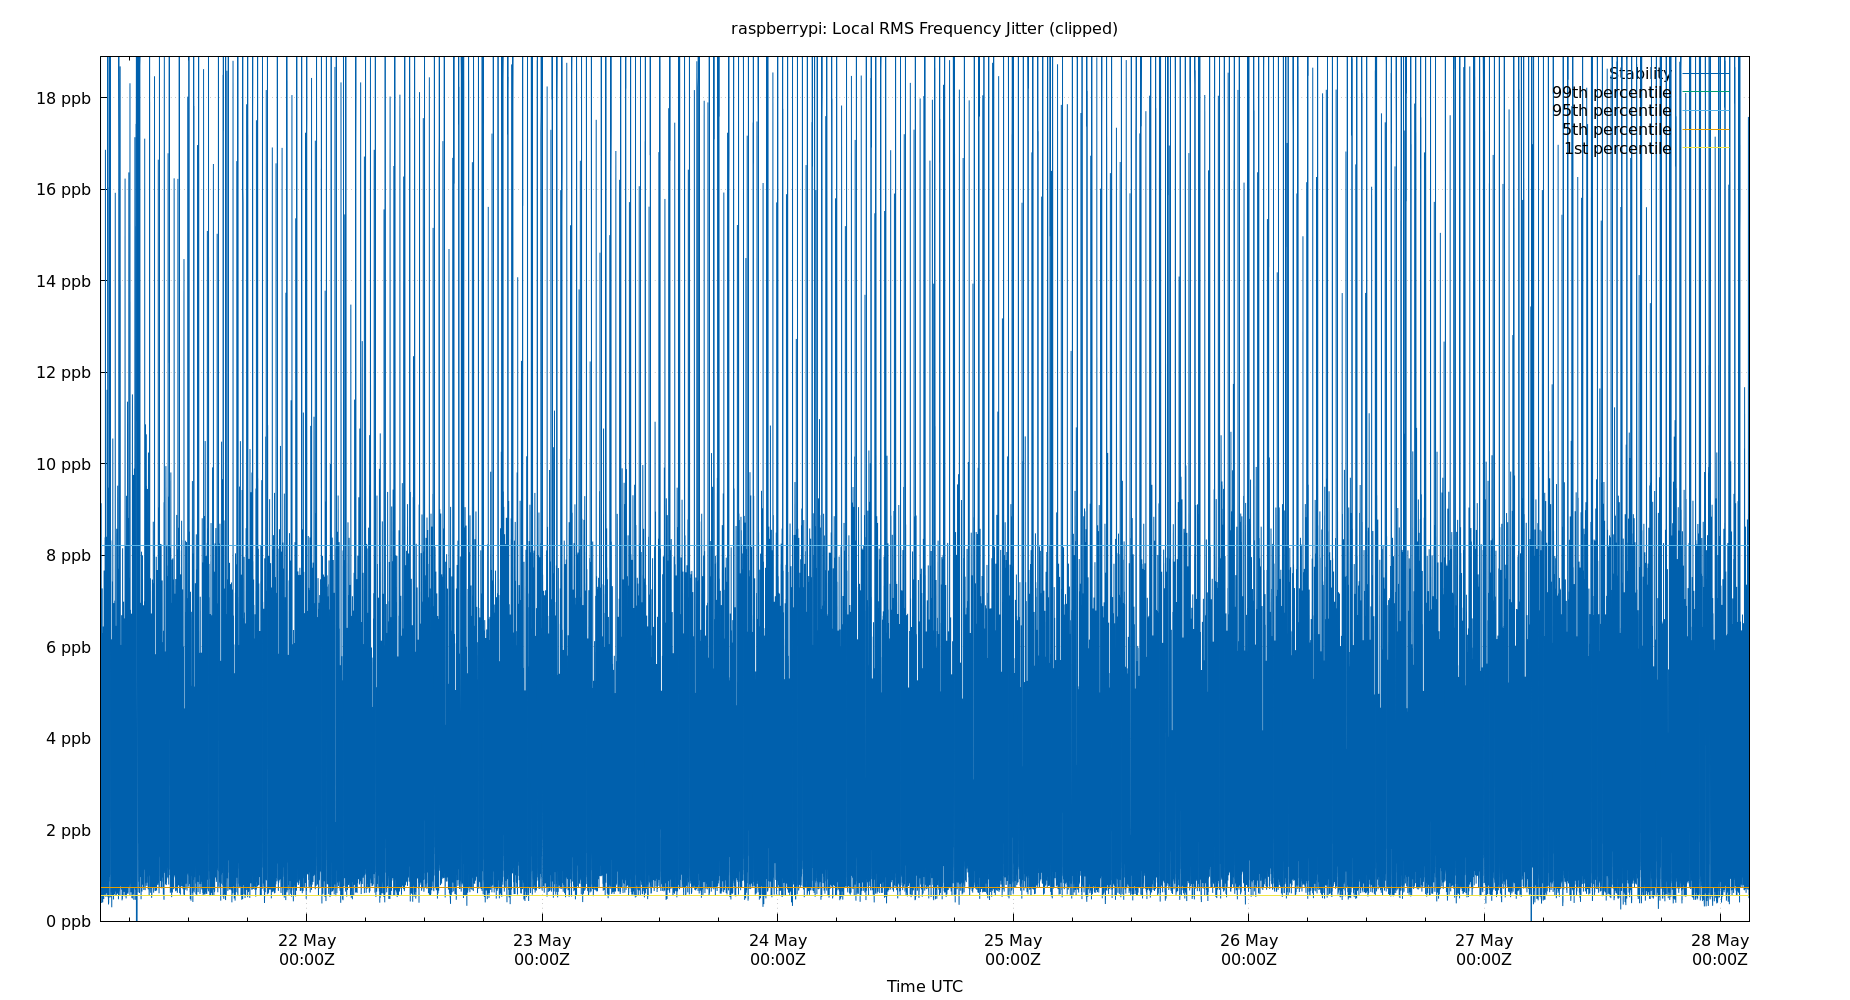 raspberrypi: Local RMS Frequency Jitter (clipped)
Stability
99th percentile
95th percentile
5th percentile
1st percentile
18 ppb
16 ppb
14 ppb
12 ppb
10 ppb
8 ppb
6 ppb
4 ppb
2 ppb
0 ppb
22 May 23 May 24 May 25 May 26 May 27 May 28 May
00:00Z 00:00Z 00:00Z 00:00Z 00:00Z 00:00Z 00:00Z
Time UTC